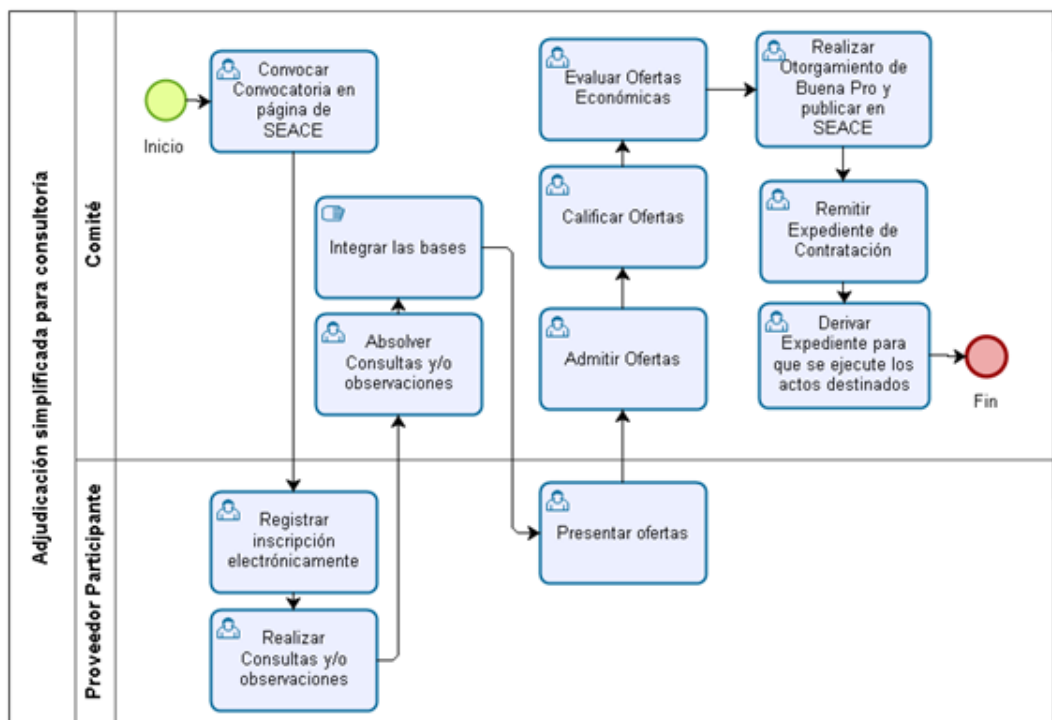 Adjudicación simplificada para consultoría
Comité
Inicio
Convocar
Convocatoria en
página de
SEACE
Integrar las bases
Absolver
Consultas y/o
observaciones
Evaluar Ofertas
Económicas
Calificar Ofertas
Admitir Ofertas
Realizar
Otorgamiento de
Buena Pro y
publicar en
SEACE
Remitir
Expediente de
Contratación
Derivar
Expediente para
que se ejecute los
actos destinados
Fin
Proveedor Participante
Registrar
inscripción
electrónicamente
Realizar
Consultas y/o
observaciones
Presentar ofertas